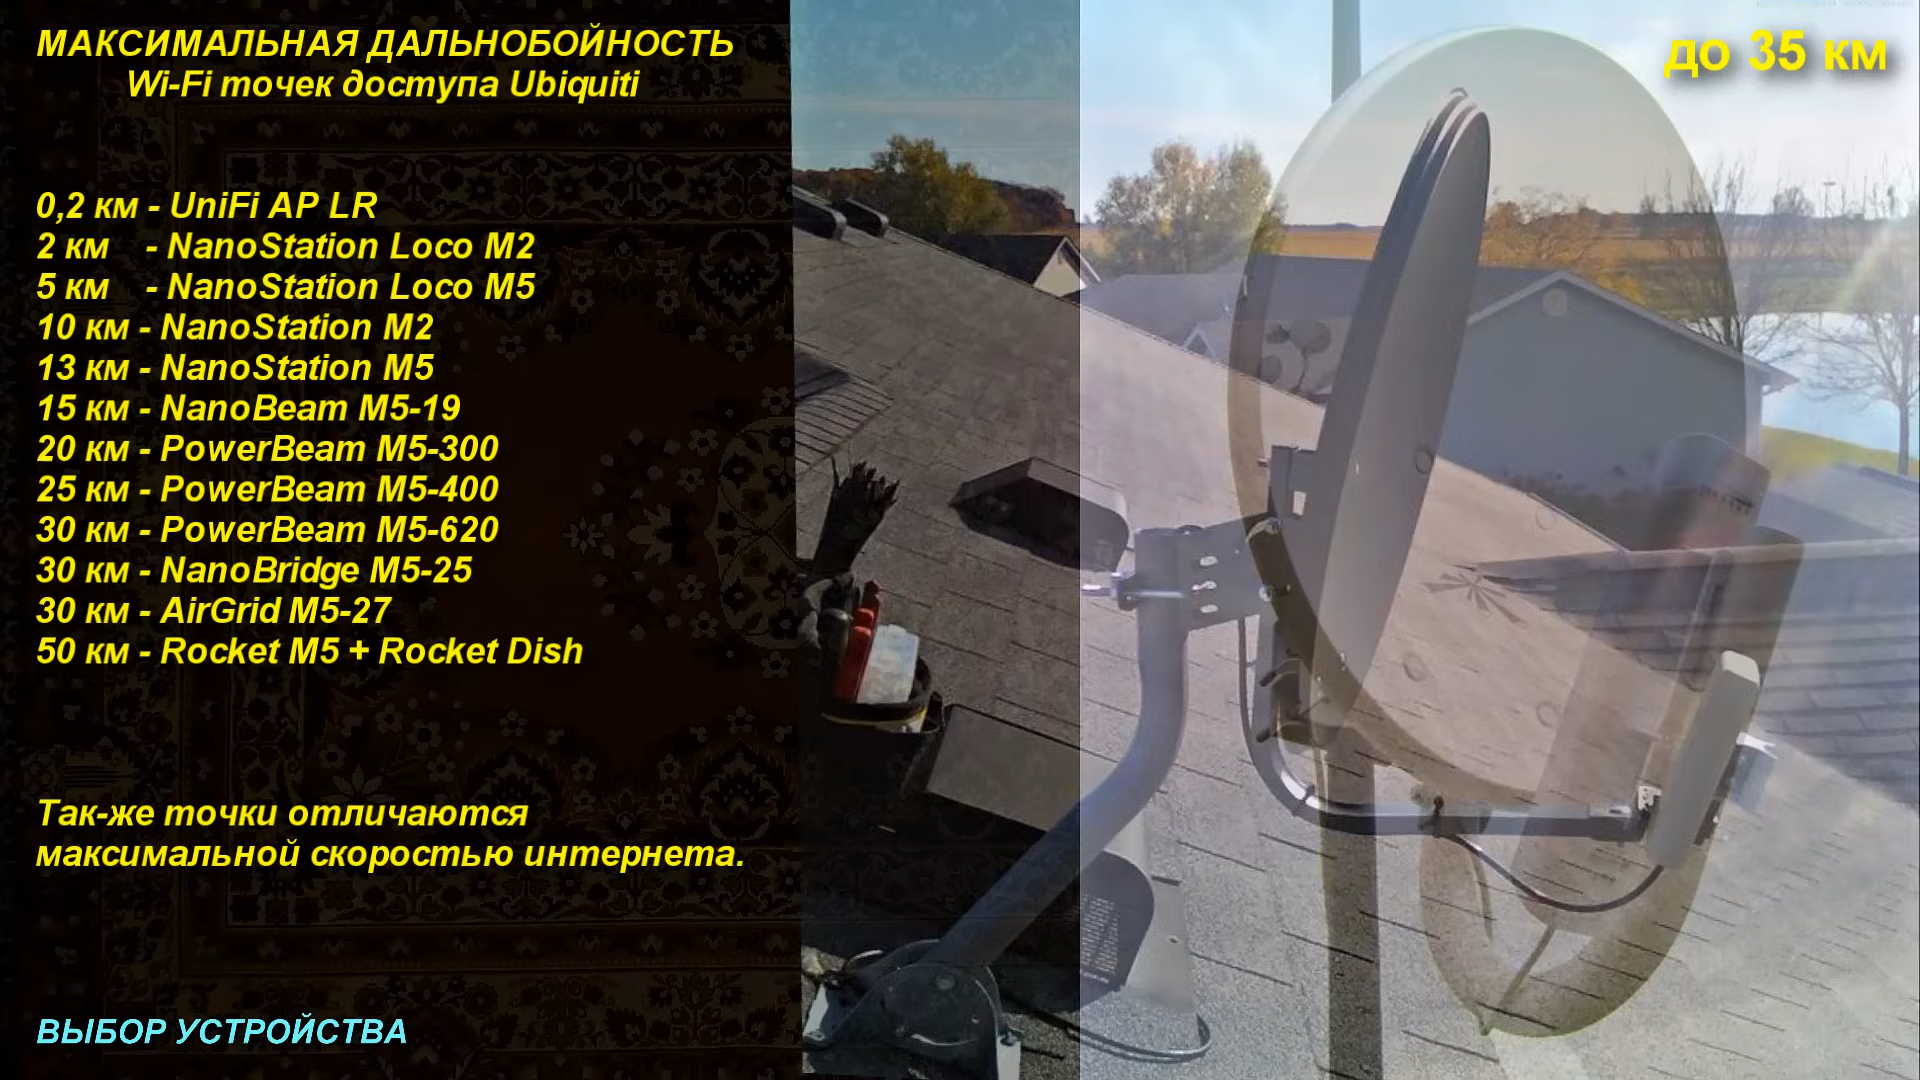 МАКСИМАЛЬНАЯ ДАЛЬНОБОЙНОСТЬ
Wi-Fi точек доступа Ubiquiti
до 35 км
0,2 км - UniFi AP LR
2 км - NanoStation Loco M2
5 км - NanoStation Loco M5
10 км - NanoStation M2
13 км - NanoStation M5
15 км - NanoBeam M5-19
20 км - PowerBeam M5-300
25 км - PowerBeam M5-400
30 км - PowerBeam M5-620
30 км - NanoBridge M5-25
30 км - AirGrid M5-27
50 км - Rocket M5 + Rocket Dish
Так-же точки отличаются
максимальной скоростью интернета.
ВЫБОР УСТРОЙСТВА